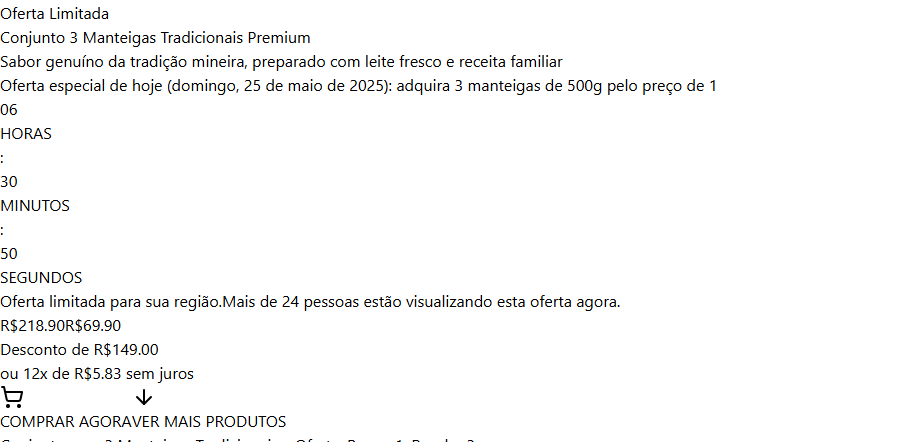 Oferta Limitada
Conjunto 3 Manteigas Tradicionais Premium
Sabor genuíno da tradição mineira, preparado com leite fresco e receita familiar
Oferta especial de hoje (domingo, 25 de maio de 2025): adquira 3 manteigas de 500g pelo preço de 1
06
HORAS
:
30
MINUTOS
:
50
SEGUNDOS
Oferta limitada para sua região.Mais de 24 pessoas estão visualizando esta oferta agora.
R$218.90R$69.90
Desconto de R$149.00
ou 12x de R$5.83 sem juros
COMPRAR AGORAVER MAIS PRODUTOS